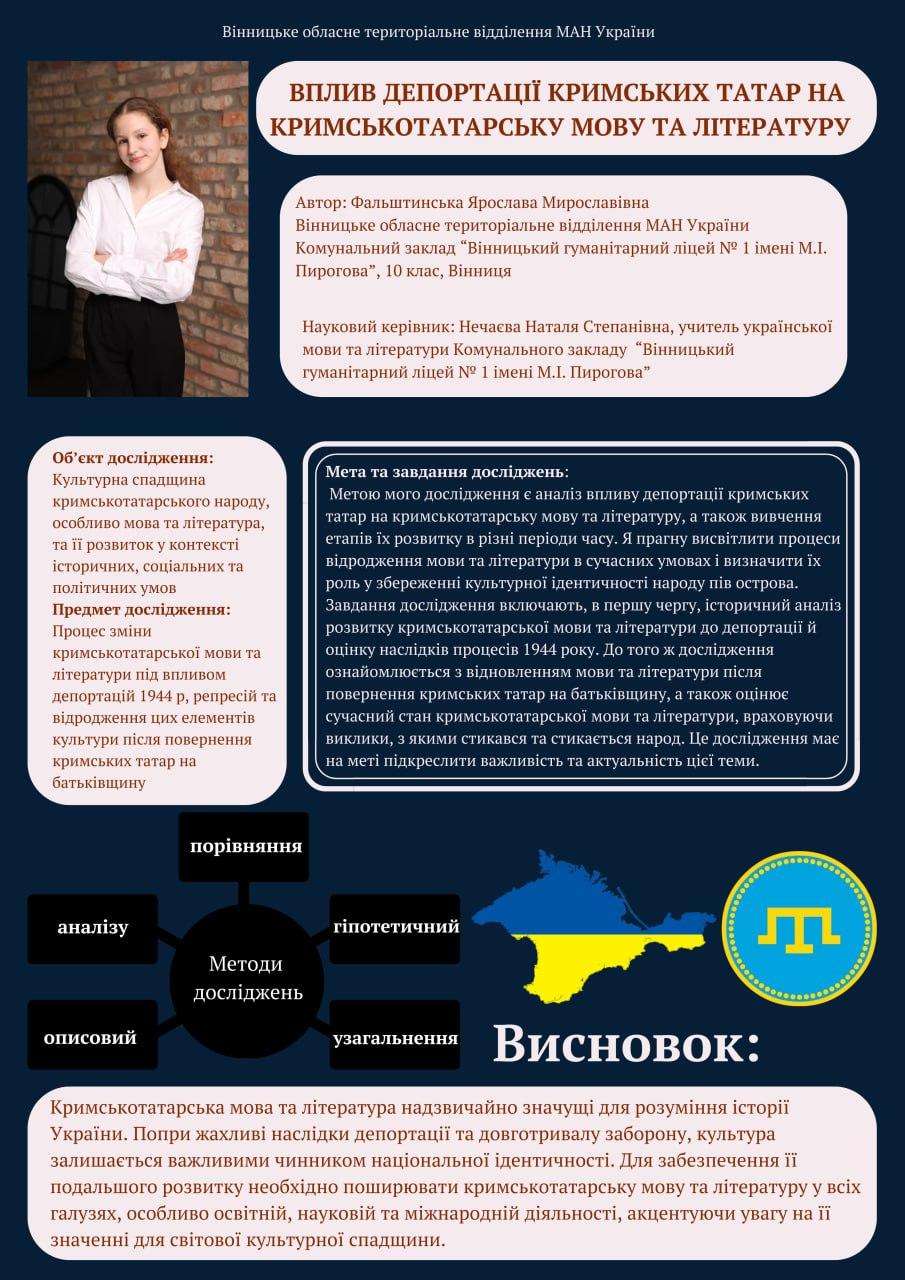 Вінницьке обласне територіальне відділення МАН України
ВПЛИВ ДЕПОРТАЦІЇ КРИМСЬКИХ ТАТАР НА
КРИМСЬКОТАТАРСЬКУ МОВУ ТА ЛІТЕРАТУРУ
Автор: Фальштинська Ярослава Мирославівна
Вінницьке обласне територіальне відділення МАН України
Комунальний заклад “Вінницький гуманітарний ліцей № 1 імені М.І.
Пирогова”, 10 клас, Вінниця
Науковий керівник: Нечаєва Наталя Степанівна, учитель української
мови та літератури Комунального закладу “Вінницький
гуманітарний ліцей № 1 імені М.І. Пирогова”
Об’єкт дослідження:
Культурна спадщина
кримськотатарського народу,
особливо мова та література,
та її розвиток у контексті
історичних, соціальних та
політичних умов
Предмет дослідження:
Процес зміни
кримськотатарської мови та
літератури під впливом
депортацій 1944 р, репресій та
відродження цих елементів
культури після повернення
кримських татар на
батьківщину
Мета та завдання досліджень:
Метою мого дослідження є аналіз впливу депортації кримських
татар на кримськотатарську мову та літературу, а також вивчення
етапів їх розвитку в різні періоди часу. Я прагну висвітлити процеси
відродження мови та літератури в сучасних умовах і визначити їх
роль у збереженні культурної ідентичності народу пів острова.
Завдання дослідження включають, в першу чергу, історичний аналіз
розвитку кримськотатарської мови та літератури до депортації й
оцінку наслідків процесів 1944 року. До того ж дослідження
ознайомлюється з відновленням мови та літератури після
повернення кримських татар на батьківщину, а також оцінює
сучасний стан кримськотатарської мови та літератури, враховуючи
виклики, з якими стикався та стикається народ. Це дослідження має
на меті підкреслити важливість та актуальність цієї теми.
порівняння
аналізу
гіпотетичний
Методи
досліджень
описовий
узагальнення
Висновок:
Кримськотатарська мова та література надзвичайно значущі для розуміння історії
України. Попри жахливі наслідки депортації та довготривалу заборону, культура
залишається важливими чинником національної ідентичності. Для забезпечення її
подальшого розвитку необхідно поширювати кримськотатарську мову та літературу у всіх
галузях, особливо освітній, науковій та міжнародній діяльності, акцентуючи увагу на її
значенні для світової культурної спадщини.